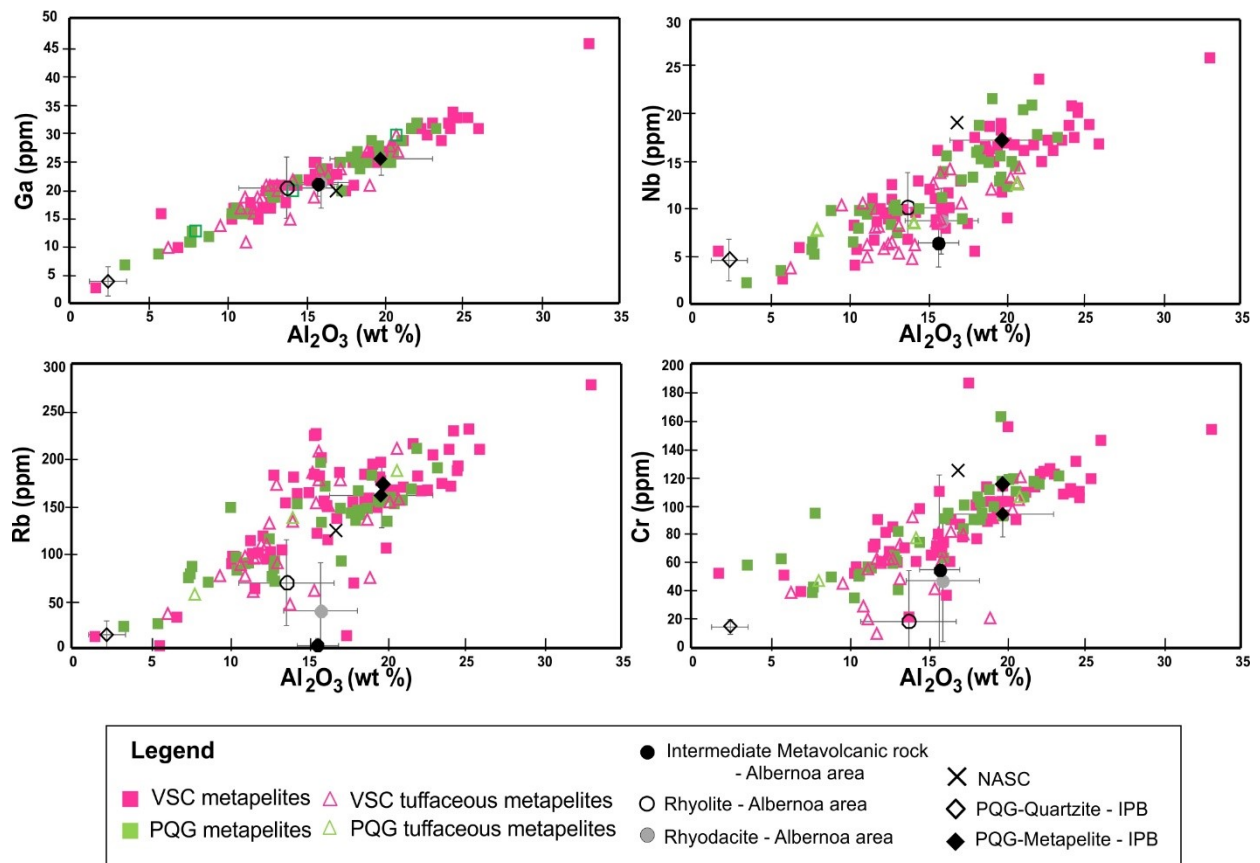 50
45
40
35
30
25
20
15
10
5
0
Ga (ppm)
0 5 10 15 20 25 30 35
Al₂O₃ (wt %)
30
25
20
15
10
5
0
Nb (ppm)
0 5 10 15 20 25 30 35
Al₂O₃ (wt %)
300
250
200
150
100
50
0
Rb (ppm)
0 5 10 15 20 25 30 35
Al₂O₃ (wt %)
200
180
160
140
120
100
80
60
40
20
0
Cr (ppm)
0 5 10 15 20 25 30 35
Al₂O₃ (wt %)
Legend
VSC metapelites
PQG metapelites
VSC tuffaceous metapelites
PQG tuffaceous metapelites
Intermediate Metavolcanic rock
- Albernoa area
Rhyolite - Albernoa area
Rhyodacite - Albernoa area
NASC
PQG-Quartzite - IPB
PQG-Metapelite - IPB